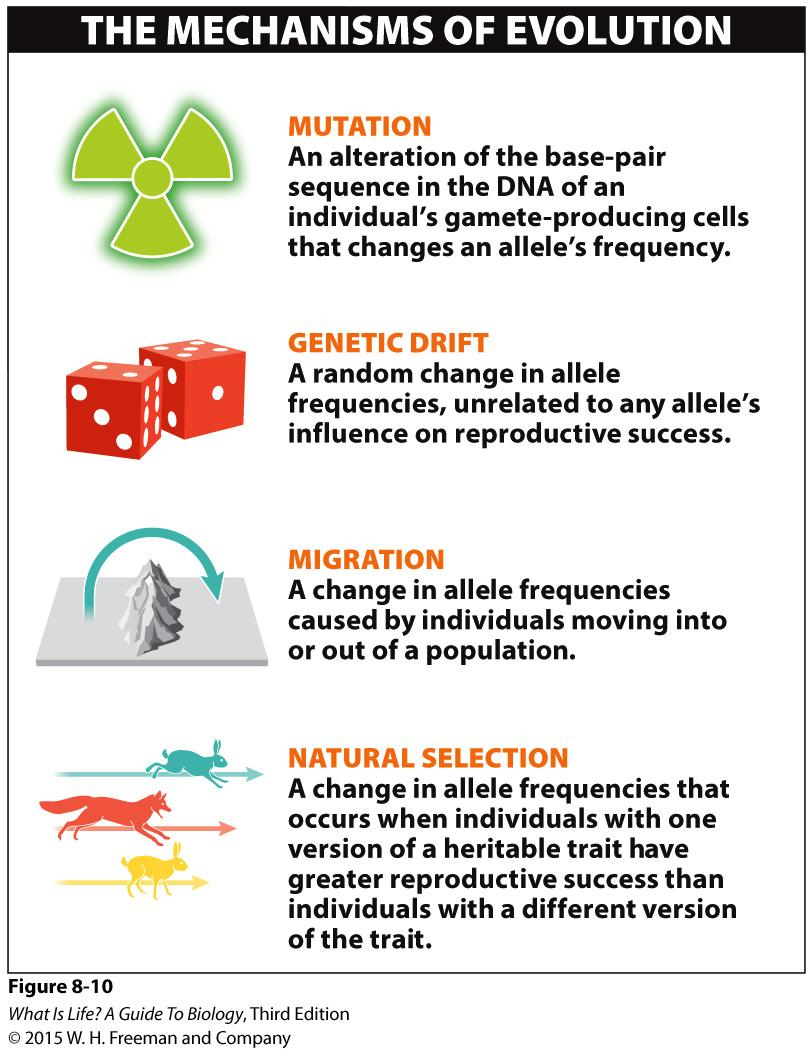 THE MECHANISMS OF EVOLUTION
MUTATION
An alteration of the base-pair
sequence in the DNA of an
individual’s gamete-producing cells
that changes an allele’s frequency.
GENETIC DRIFT
A random change in allele
frequencies, unrelated to any allele’s
influence on reproductive success.
MIGRATION
A change in allele frequencies
caused by individuals moving into
or out of a population.
NATURAL SELECTION
A change in allele frequencies that
occurs when individuals with one
version of a heritable trait have
greater reproductive success than
individuals with a different version
of the trait.
Figure 8-10
What Is Life? A Guide To Biology, Third Edition
© 2015 W. H. Freeman and Company